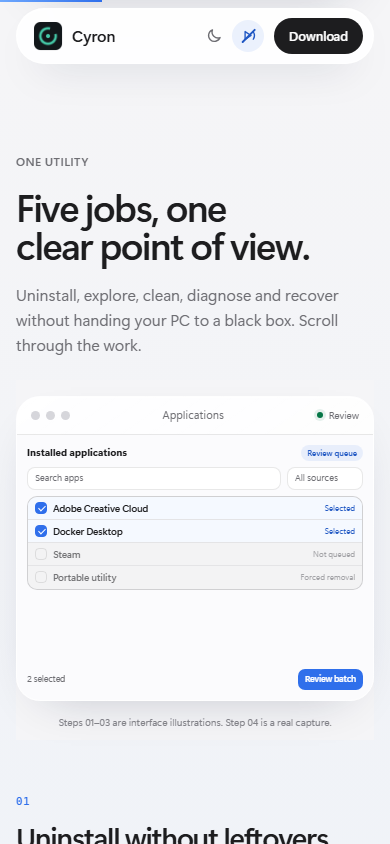 Cyron
Download
ONE UTILITY
Five jobs, one
clear point of view.
Uninstall, explore, clean, diagnose and recover
without handing your PC to a black box. Scroll
through the work.
Applications
Review
Installed applications
Review queue
Search apps
All sources
Adobe Creative Cloud
Selected
Docker Desktop
Selected
Steam
Not queued
Portable utility
Forced removal
2 selected
Review batch
Steps 01–03 are interface illustrations. Step 04 is a real capture.
01
Uninstall without leftovers